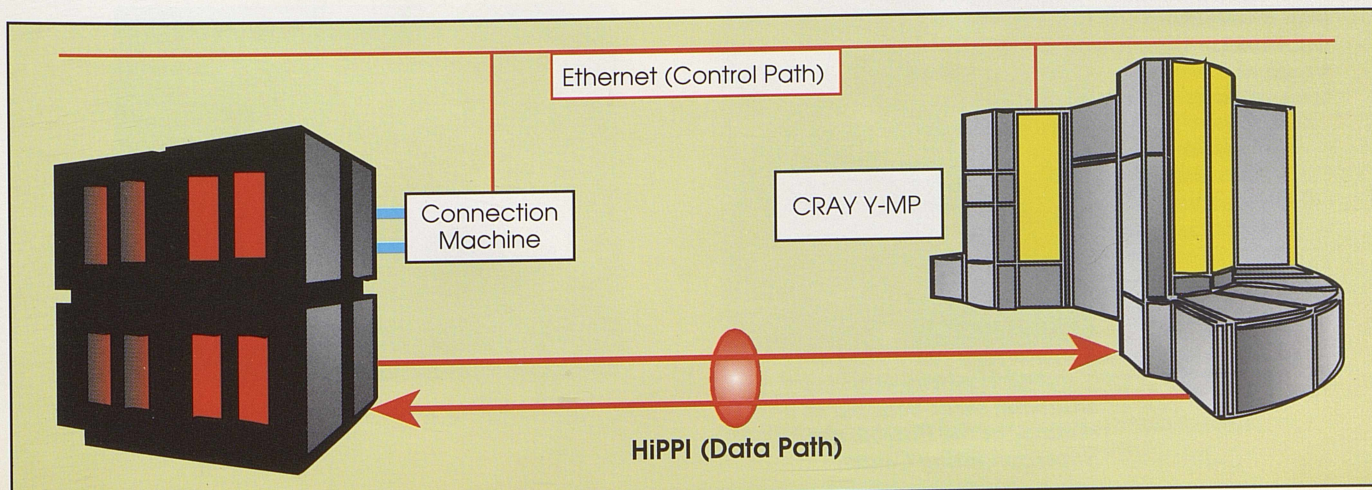 Ethernet (Control Path)
Connection
Machine
CRAY Y-MP
HiPPI (Data Path)